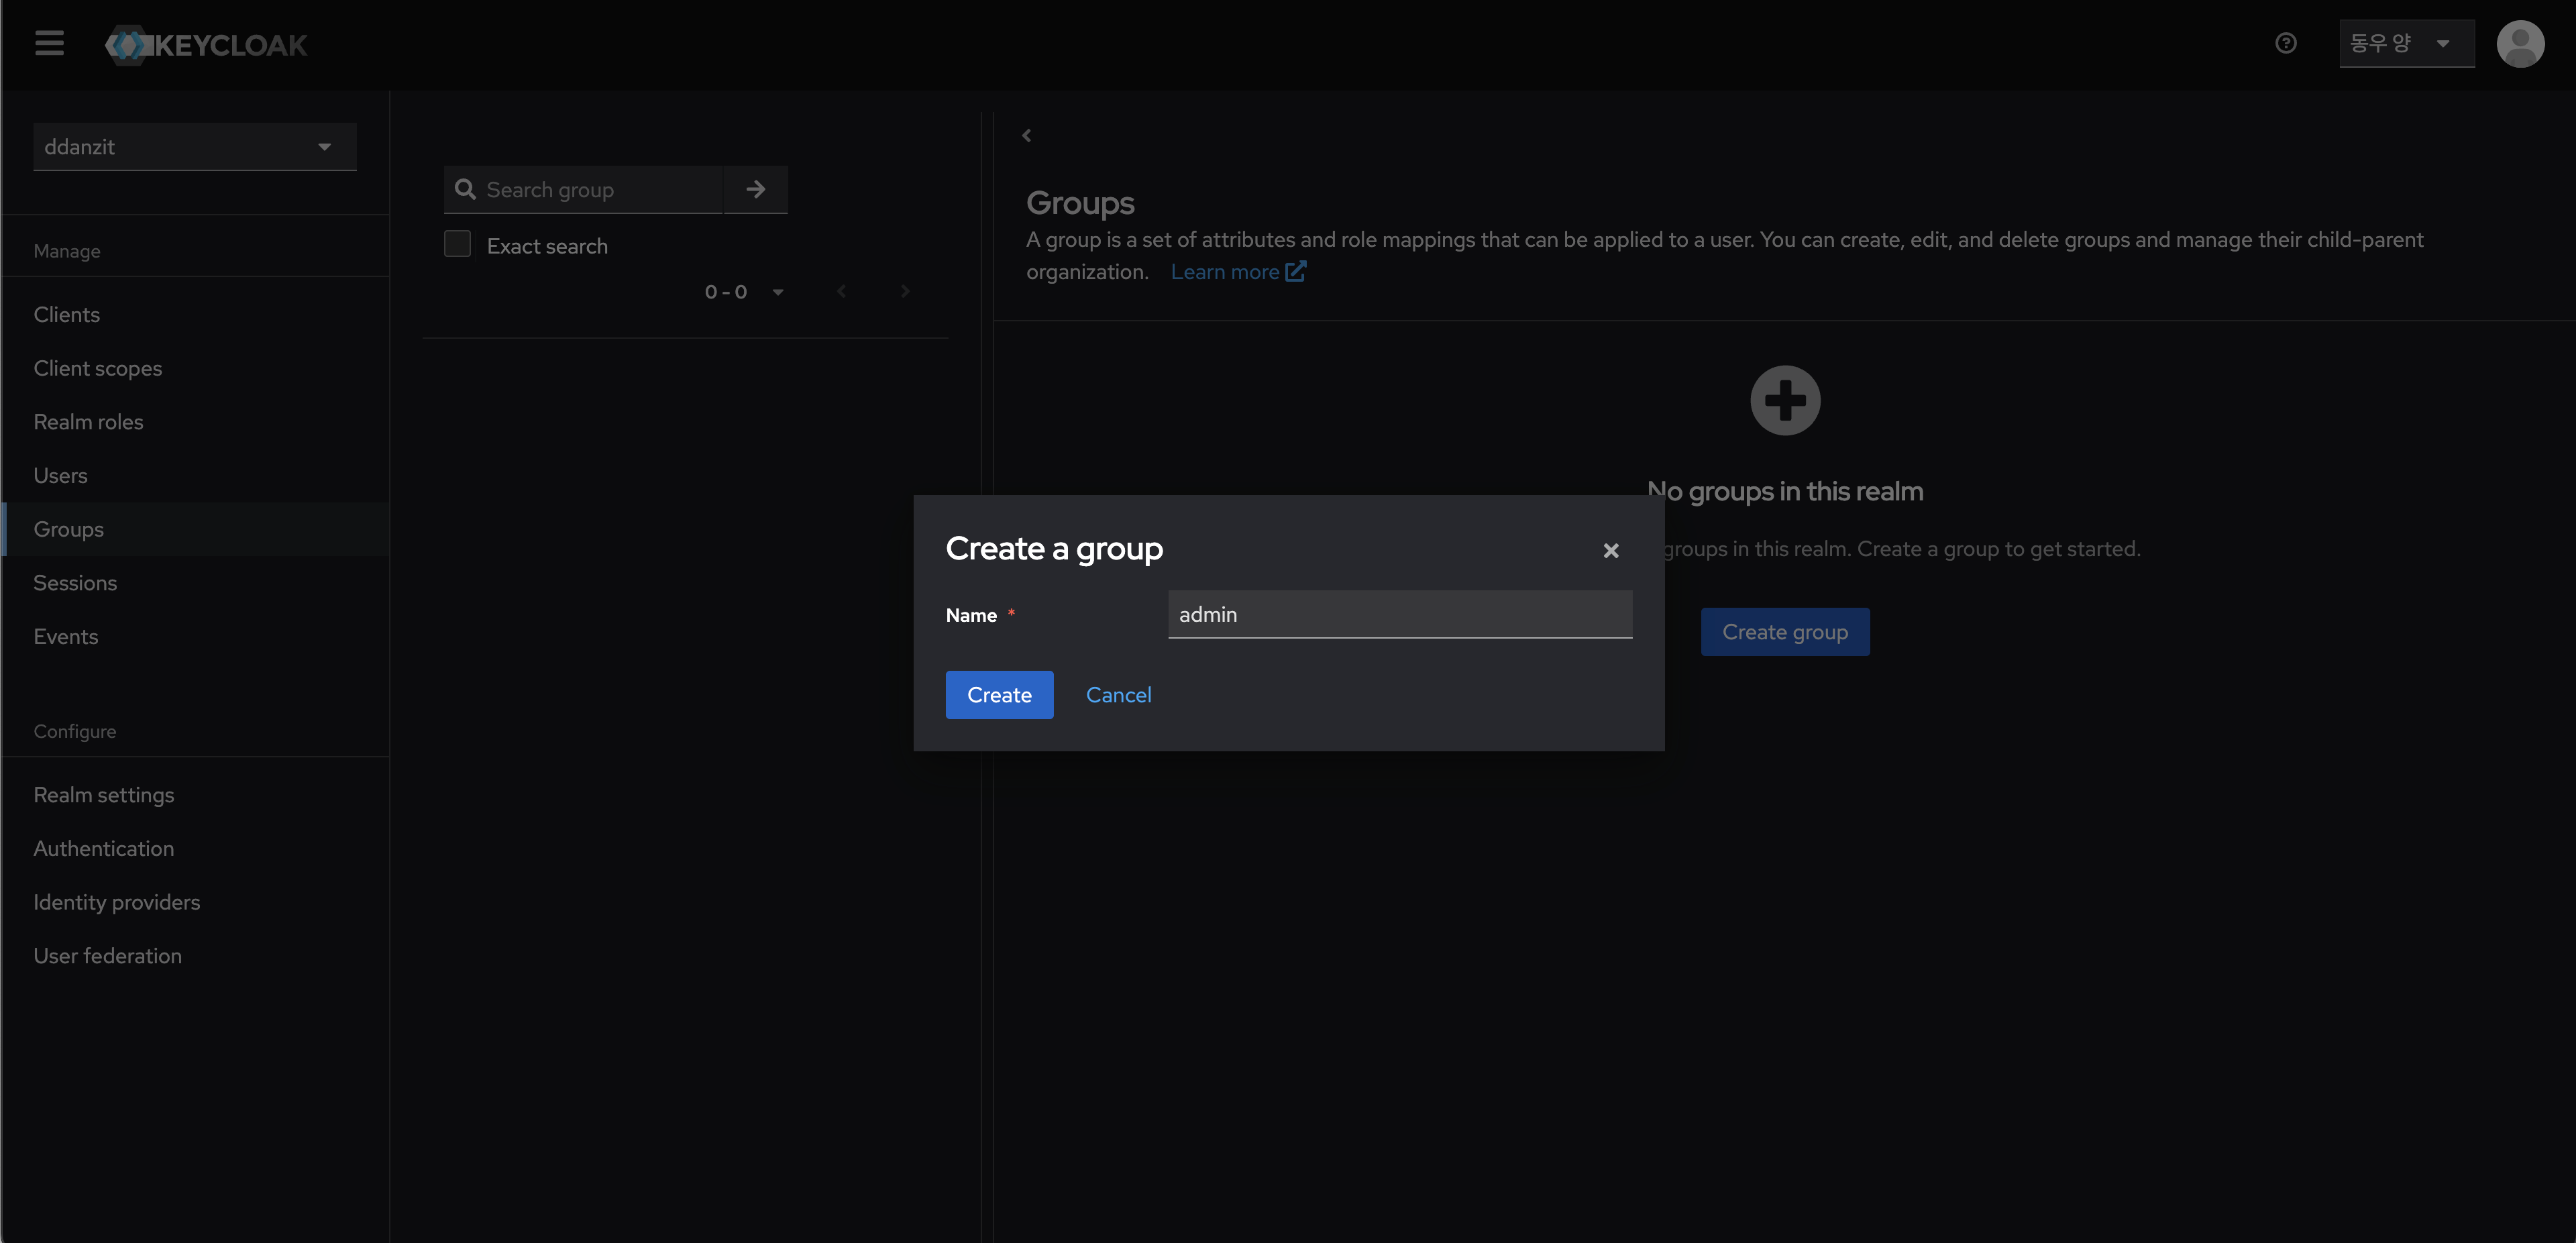 KEYCLOAK
동우 양
ddanzit
Manage
Clients
Client scopes
Realm roles
Users
Groups
Sessions
Events
Configure
Realm settings
Authentication
Identity providers
User federation
Search group
Exact search
0 - 0
Groups
A group is a set of attributes and role mappings that can be applied to a user. You can create, edit, and delete groups and manage their child-parent
organization. Learn more
No groups in this realm
groups in this realm. Create a group to get started.
Create group
Create a group
Name *
admin
Create
Cancel